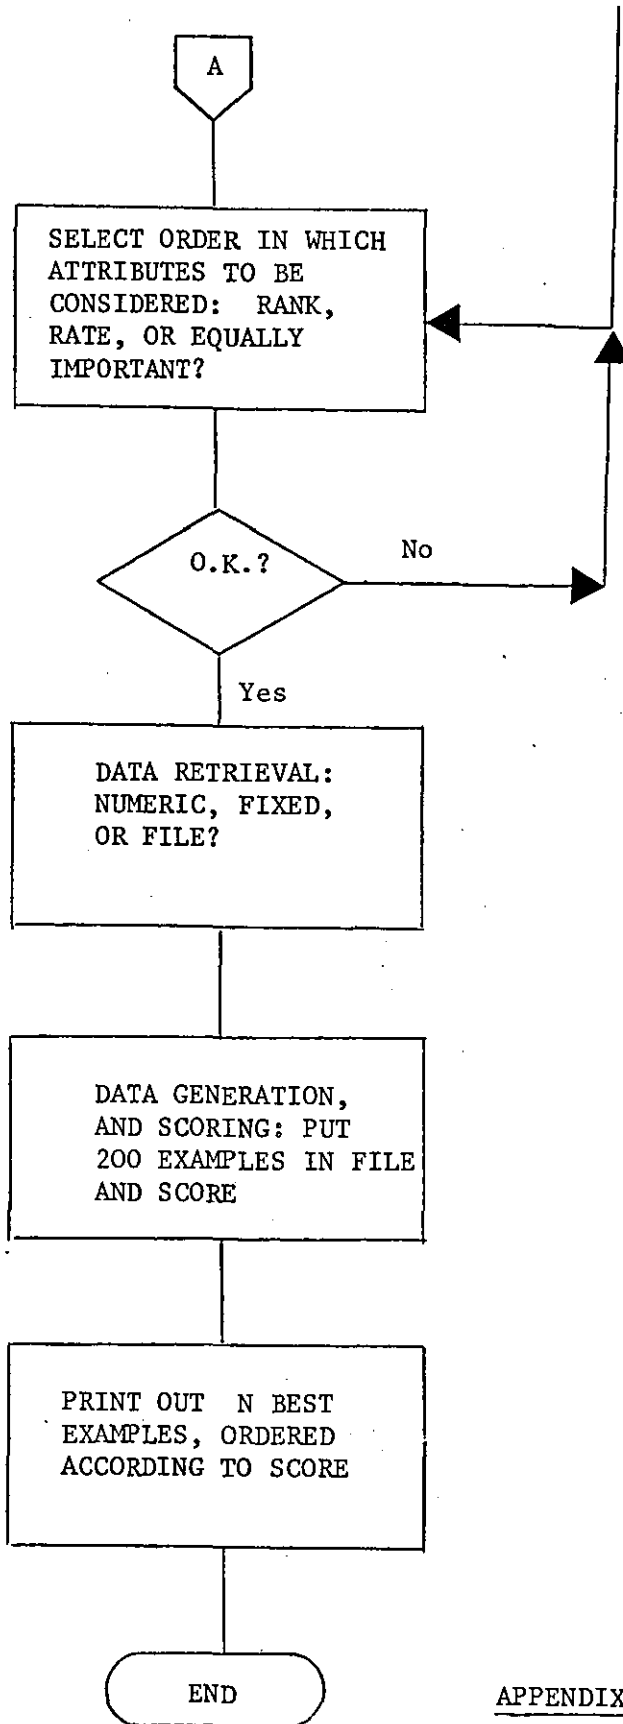 A
SELECT ORDER IN WHICH
ATTRIBUTES TO BE
CONSIDERED: RANK,
RATE, OR EQUALLY
IMPORTANT?
O.K.?
No
Yes
DATA RETRIEVAL:
NUMERIC, FIXED,
OR FILE?
DATA GENERATION,
AND SCORING: PUT
200 EXAMPLES IN FILE
AND SCORE
PRINT OUT N BEST
EXAMPLES, ORDERED
ACCORDING TO SCORE
END
APPENDIX